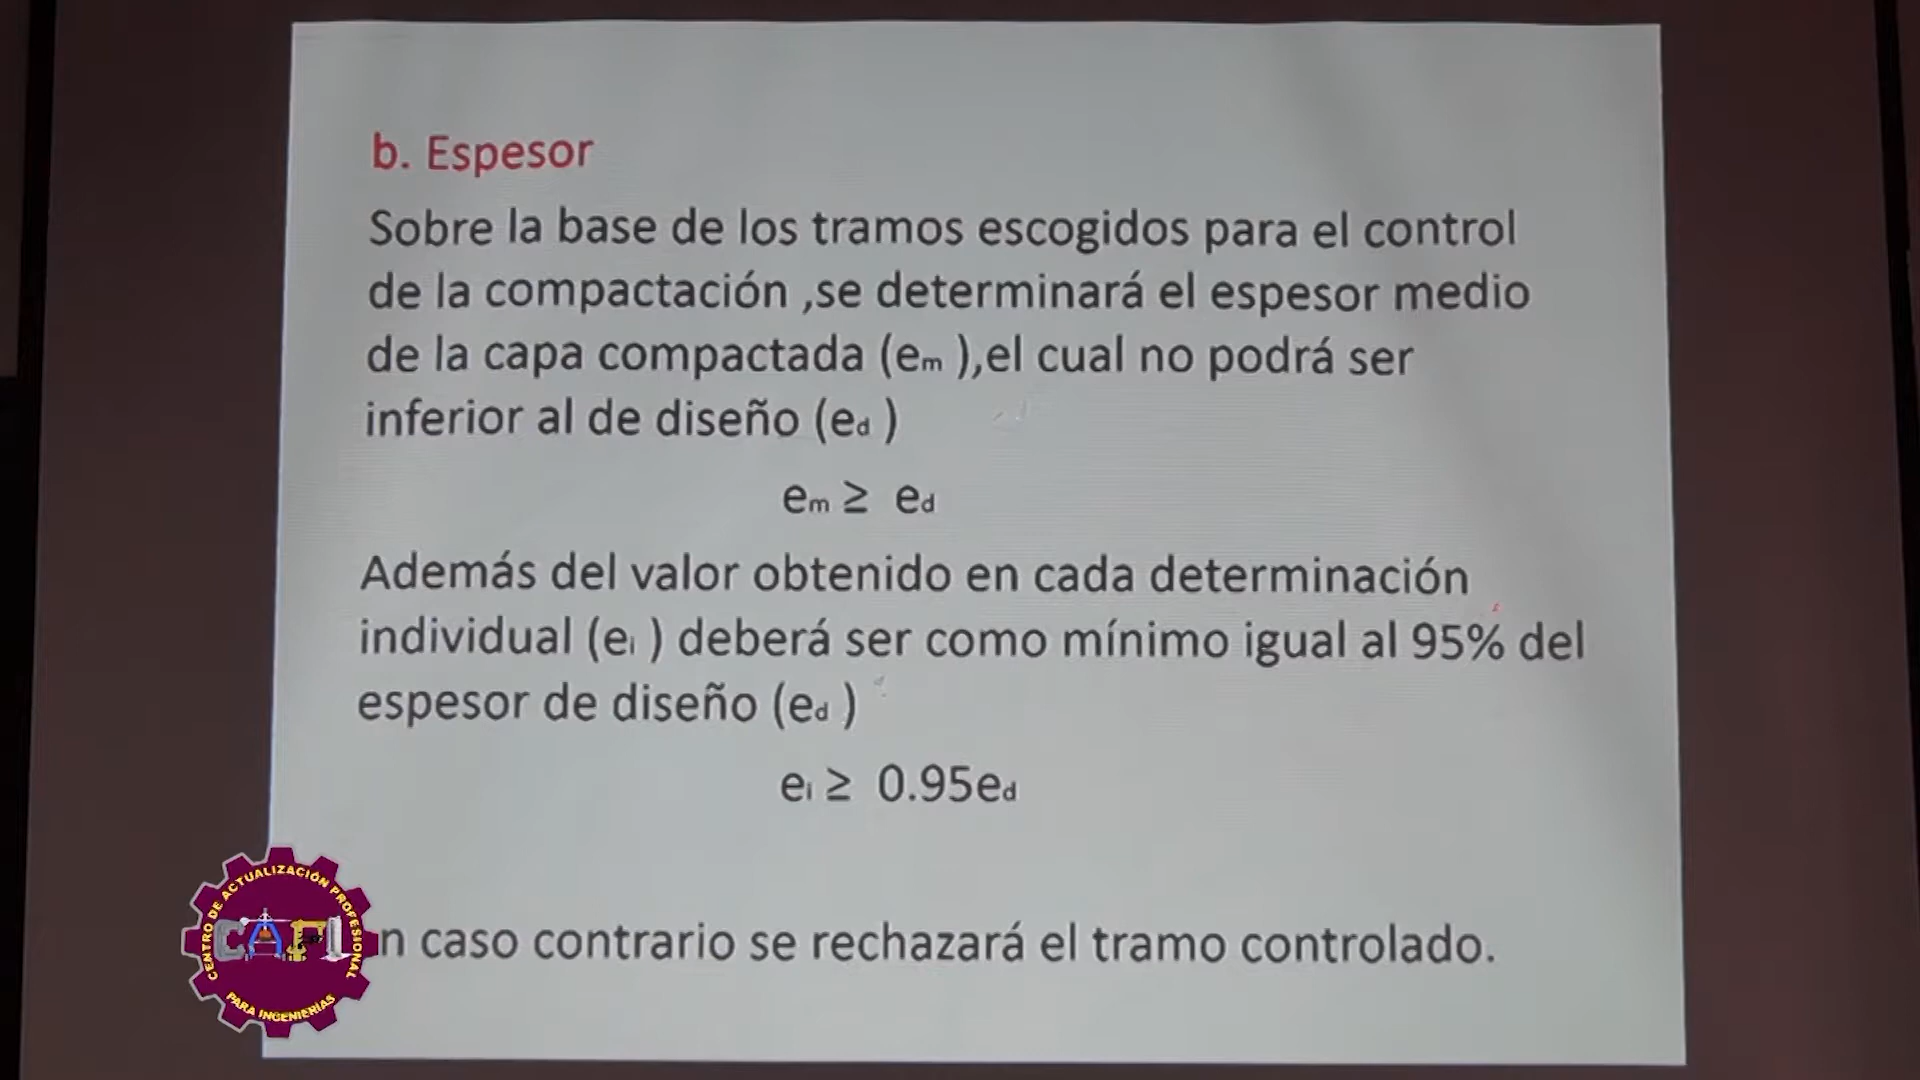 b. Espesor
Sobre la base de los tramos escogidos para el control
de la compactación ,se determinará el espesor medio
de la capa compactada (em ),el cual no podrá ser
inferior al de diseño (ed )
em ≥ ed
Además del valor obtenido en cada determinación
individual (ei ) deberá ser como mínimo igual al 95% del
espesor de diseño (ed )
ei ≥ 0.95ed
n caso contrario se rechazará el tramo controlado.
CENTRO DE ACTUALIZACIÓN PROFESIONAL
CAPI
PARA INGENIERÍAS